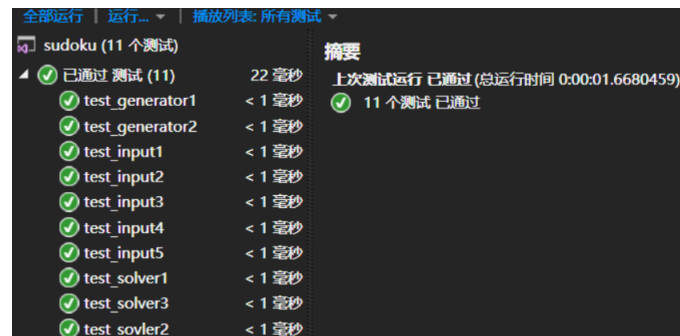 全部运行 | 运行... | 播放列表: 所有测试
sudoku (11 个测试)
已通过 测试 (11) 22 毫秒
test_generator1 < 1 毫秒
test_generator2 < 1 毫秒
test_input1 < 1 毫秒
test_input2 < 1 毫秒
test_input3 < 1 毫秒
test_input4 < 1 毫秒
test_input5 < 1 毫秒
test_solver1 < 1 毫秒
test_solver3 < 1 毫秒
test_sovler2 < 1 毫秒
摘要
上次测试运行 已通过 (总运行时间 0:00:01.6680459)
11 个测试 已通过